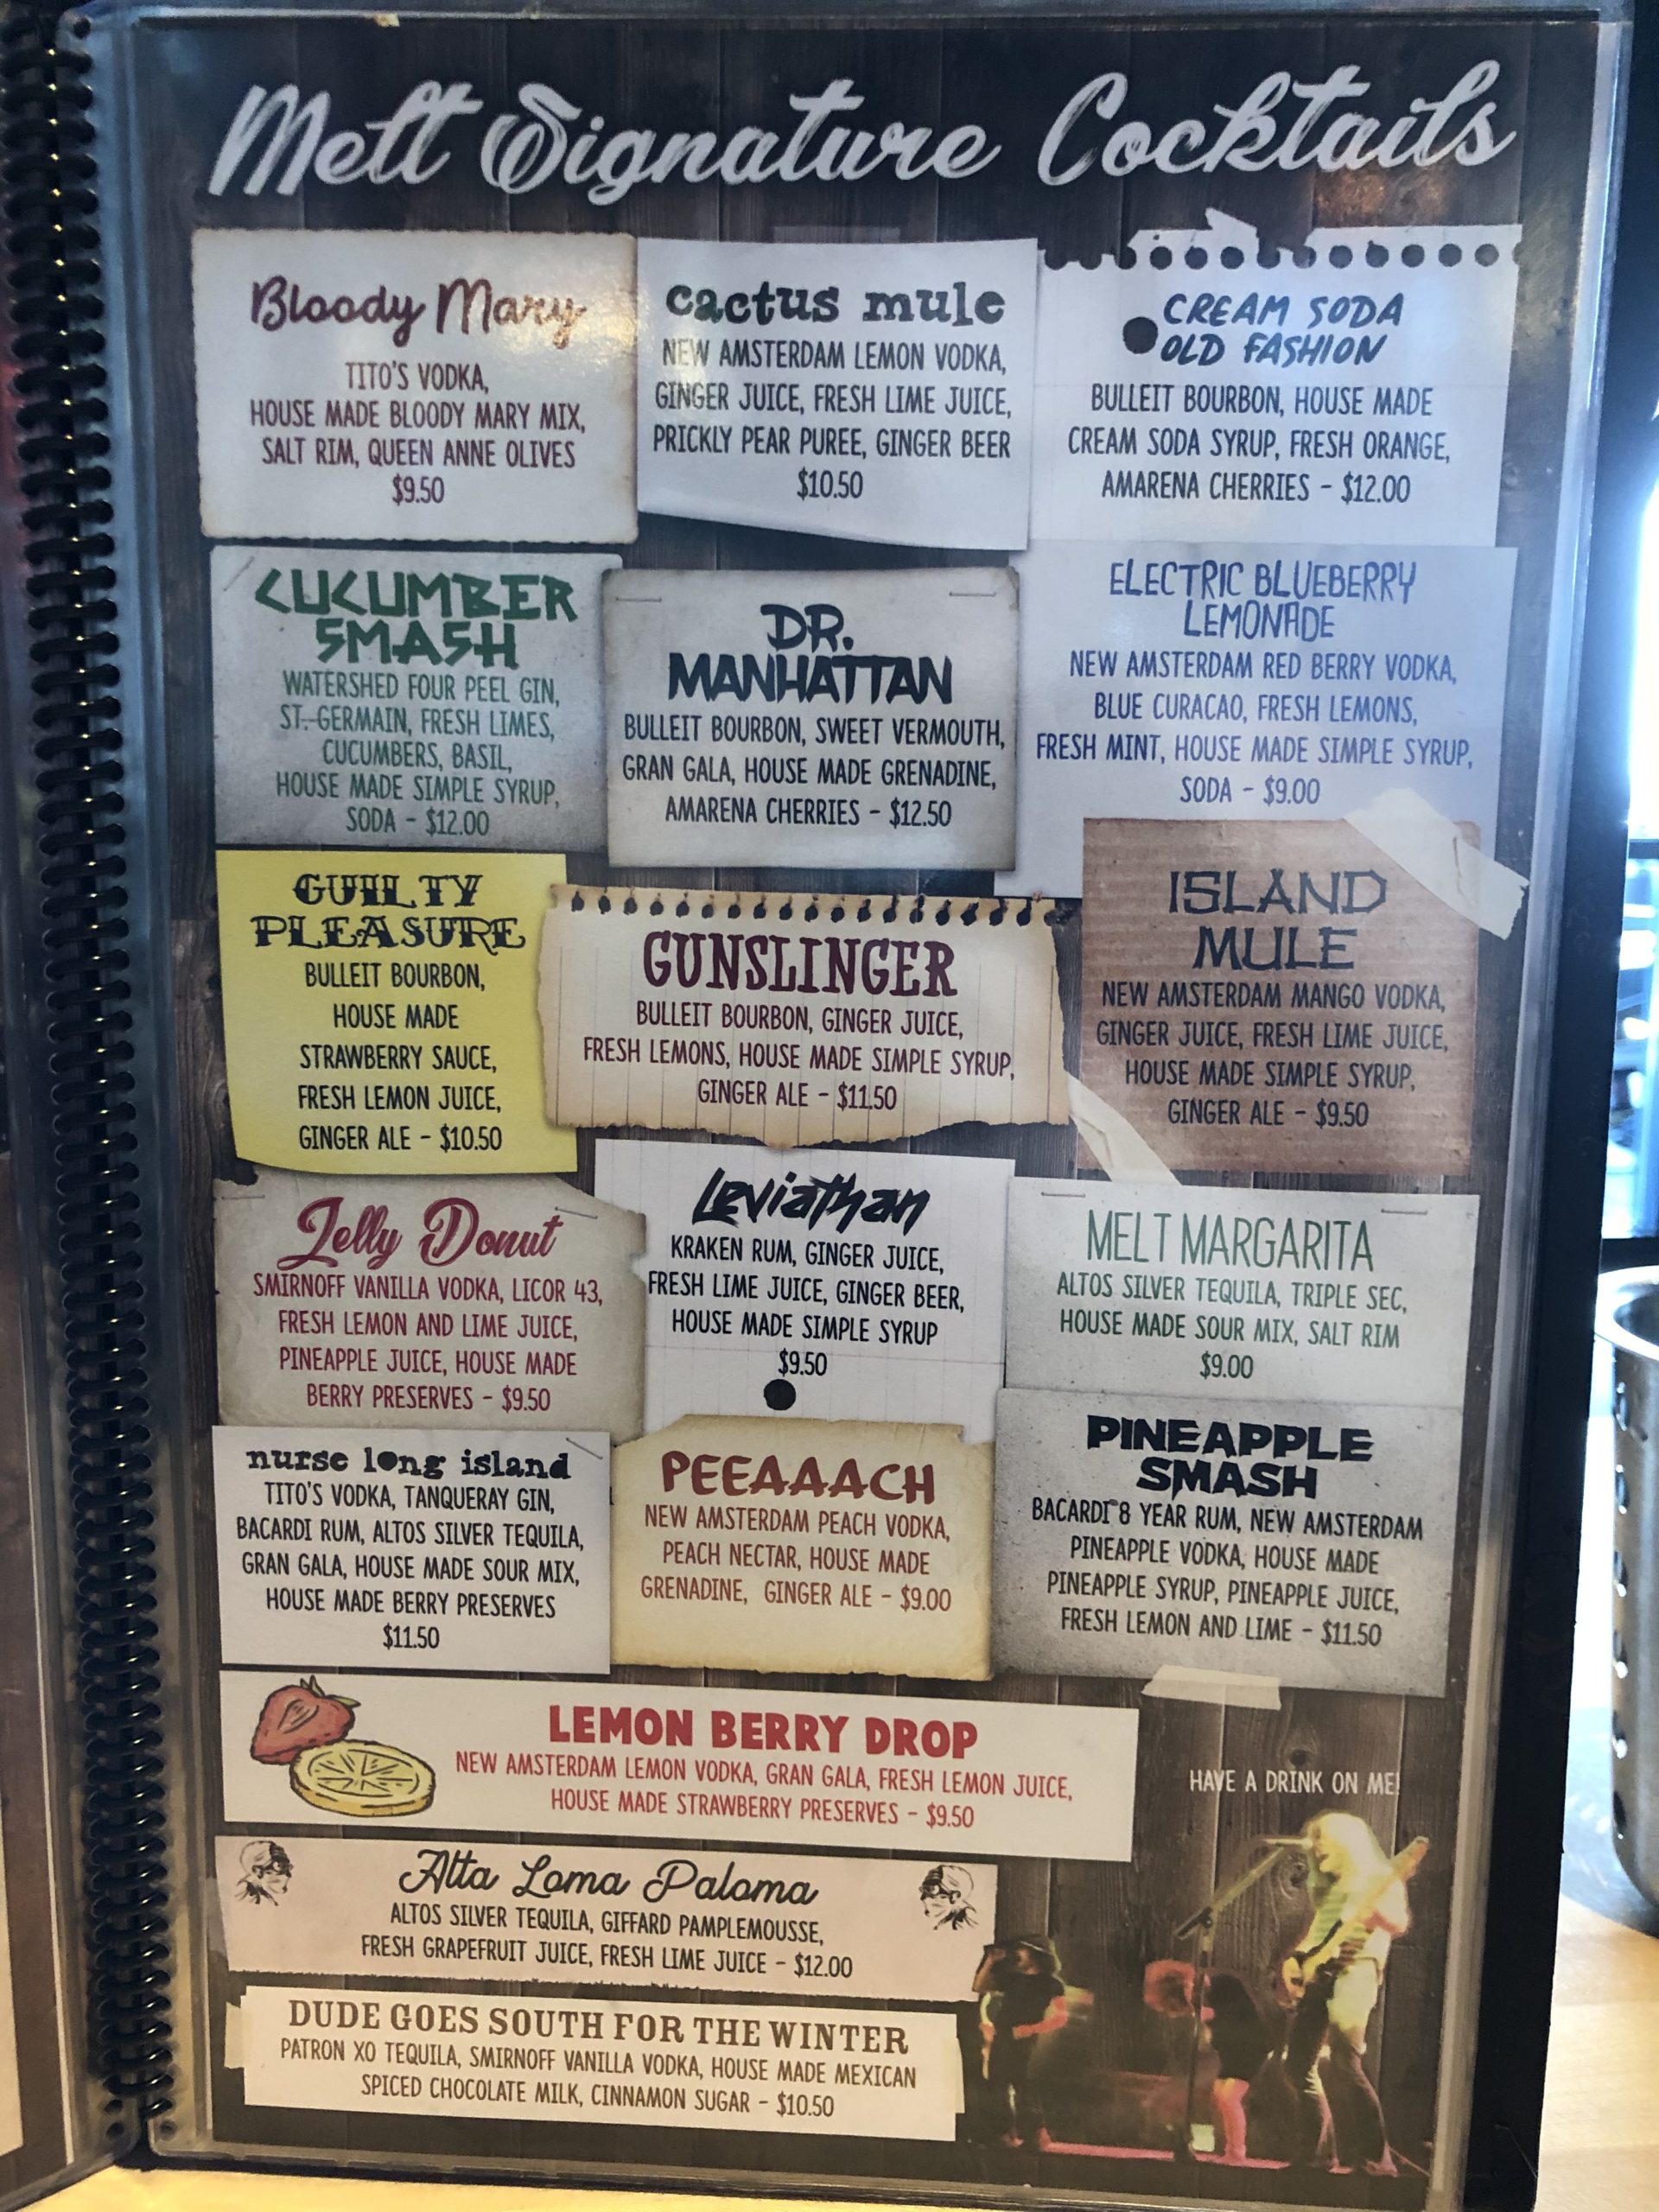 Melt Signature Cocktails
Bloody Mary
TITO'S VODKA,
HOUSE MADE BLOODY MARY MIX,
SALT RIM, QUEEN ANNE OLIVES
$9.50
cactus mule
NEW AMSTERDAM LEMON VODKA,
GINGER JUICE, FRESH LIME JUICE,
PRICKLY PEAR PUREE, GINGER BEER
$10.50
CREAM SODA
OLD FASHION
BULLEIT BOURBON, HOUSE MADE
CREAM SODA SYRUP, FRESH ORANGE,
AMARENA CHERRIES - $12.00
CUCUMBER
SMASH
WATERSHED FOUR PEEL GIN,
ST-GERMAIN, FRESH LIMES,
CUCUMBERS, BASIL,
HOUSE MADE SIMPLE SYRUP,
SODA - $12.00
DR.
MANHATTAN
BULLEIT BOURBON, SWEET VERMOUTH,
GRAN GALA, HOUSE MADE GRENADINE,
AMARENA CHERRIES - $12.50
ELECTRIC BLUEBERRY
LEMONADE
NEW AMSTERDAM RED BERRY VODKA,
BLUE CURACAO, FRESH LEMONS,
FRESH MINT, HOUSE MADE SIMPLE SYRUP,
SODA - $9.00
GUILTY
PLEASURE
BULLEIT BOURBON,
HOUSE MADE
STRAWBERRY SAUCE,
FRESH LEMON JUICE,
GINGER ALE - $10.50
GUNSLINGER
BULLEIT BOURBON, GINGER JUICE,
FRESH LEMONS, HOUSE MADE SIMPLE SYRUP,
GINGER ALE - $11.50
ISLAND
MULE
NEW AMSTERDAM MANGO VODKA,
GINGER JUICE, FRESH LIME JUICE,
HOUSE MADE SIMPLE SYRUP,
GINGER ALE - $9.50
Jelly Donut
SMIRNOFF VANILLA VODKA, LICOR 43,
FRESH LEMON AND LIME JUICE,
PINEAPPLE JUICE, HOUSE MADE
BERRY PRESERVES - $9.50
Leviathan
KRAKEN RUM, GINGER JUICE,
FRESH LIME JUICE, GINGER BEER,
HOUSE MADE SIMPLE SYRUP
$9.50
MELT MARGARITA
ALTOS SILVER TEQUILA, TRIPLE SEC,
HOUSE MADE SOUR MIX, SALT RIM
$9.00
nurse long island
TITO'S VODKA, TANQUERAY GIN,
BACARDI RUM, ALTOS SILVER TEQUILA,
GRAN GALA, HOUSE MADE SOUR MIX,
HOUSE MADE BERRY PRESERVES
$11.50
PEEAAACH
NEW AMSTERDAM PEACH VODKA,
PEACH NECTAR, HOUSE MADE
GRENADINE, GINGER ALE - $9.00
PINEAPPLE
SMASH
BACARDI 8 YEAR RUM, NEW AMSTERDAM
PINEAPPLE VODKA, HOUSE MADE
PINEAPPLE SYRUP, PINEAPPLE JUICE,
FRESH LEMON AND LIME - $11.50
LEMON BERRY DROP
NEW AMSTERDAM LEMON VODKA, GRAN GALA, FRESH LEMON JUICE,
HOUSE MADE STRAWBERRY PRESERVES - $9.50
HAVE A DRINK ON ME!
Alta Loma Paloma
ALTOS SILVER TEQUILA, GIFFARD PAMPLEMOUSSE,
FRESH GRAPEFRUIT JUICE, FRESH LIME JUICE - $12.00
DUDE GOES SOUTH FOR THE WINTER
PATRON XO TEQUILA, SMIRNOFF VANILLA VODKA, HOUSE MADE MEXICAN
SPICED CHOCOLATE MILK, CINNAMON SUGAR - $10.50